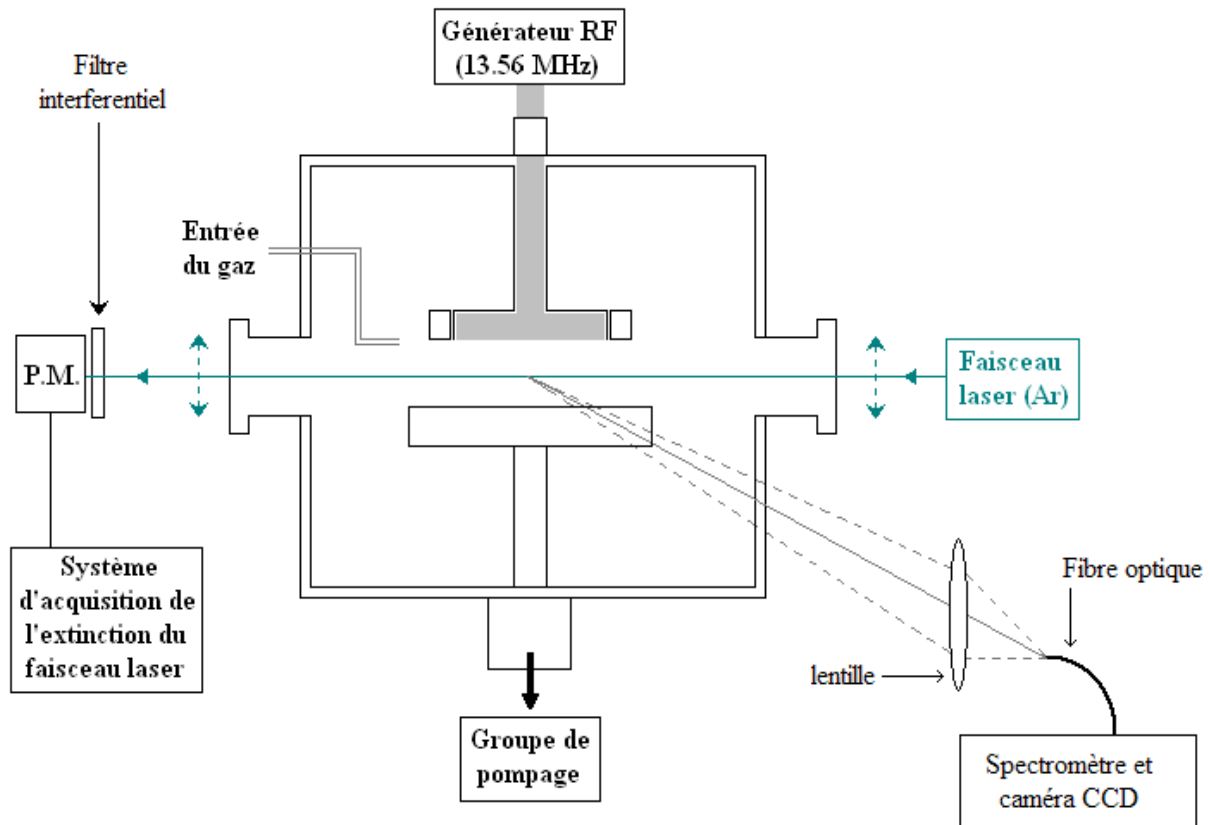 Générateur RF
(13.56 MHz)
Filtre
interferentiel
Entrée
du gaz
P.M.
Faisceau
laser (Ar)
Système
d'acquisition de
l'extinction du
faisceau laser
Fibre optique
lentille
Groupe de
pompage
Spectromètre et
caméra CCD